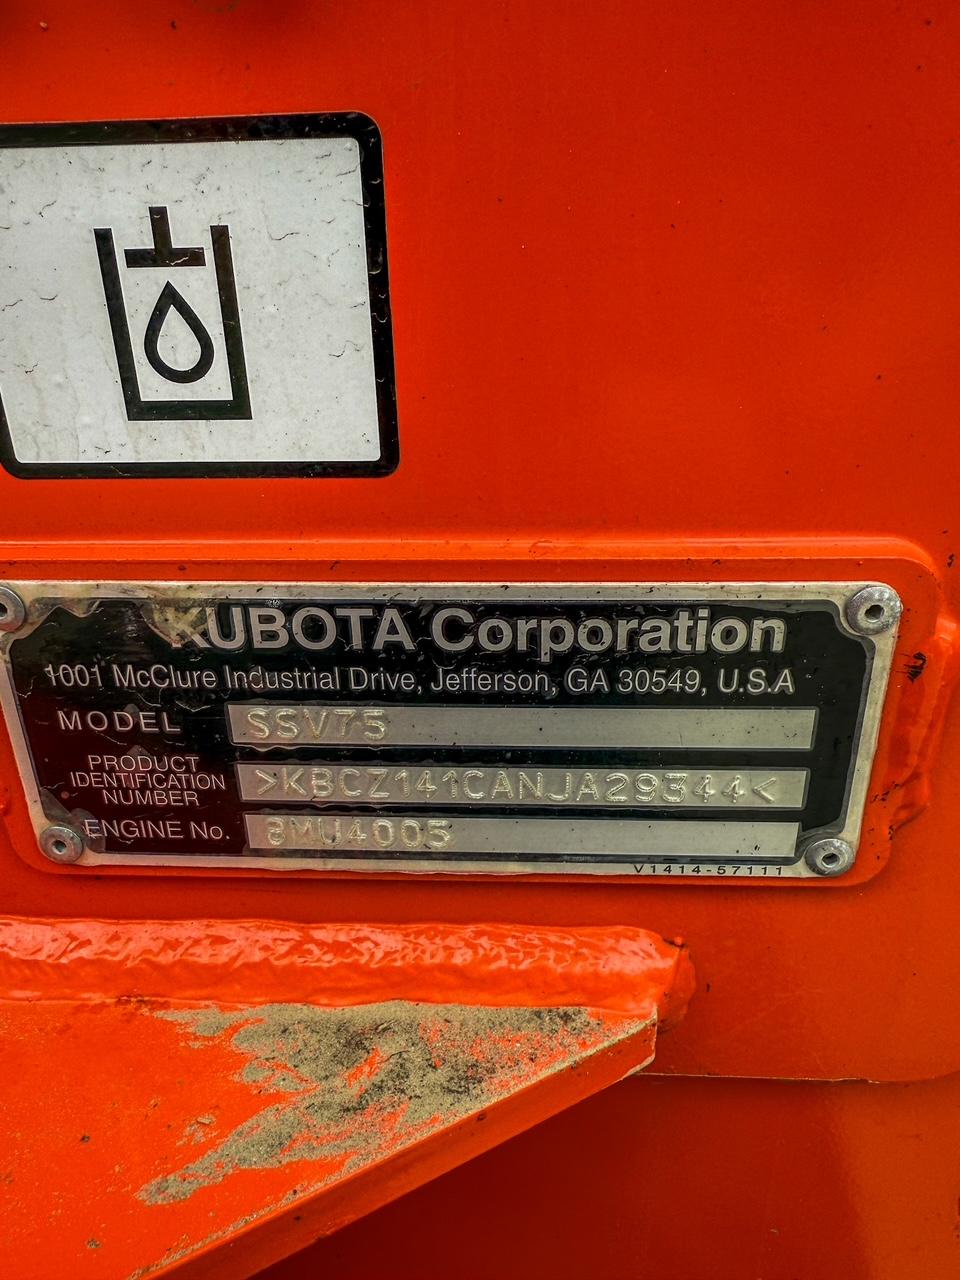 KUBOTA Corporation
1001 McClure Industrial Drive, Jefferson, GA 30549, U.S.A
MODEL SSV75
PRODUCT
IDENTIFICATION
NUMBER >KBCZ141CANJA29344<
ENGINE No. 8MU4005
V1414-57111